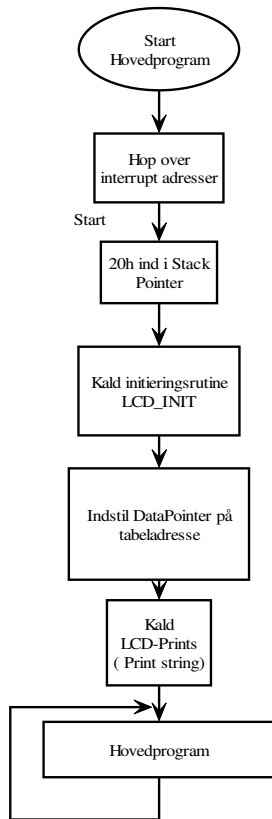 Start
Hovedprogram
Hop over
interrupt adresser
Start
20h ind i Stack
Pointer
Kald initieringsrutine
LCD_INIT
Indstil DataPointer på
tabeladresse
Kald
LCD-Prints
( Print string)
Hovedprogram